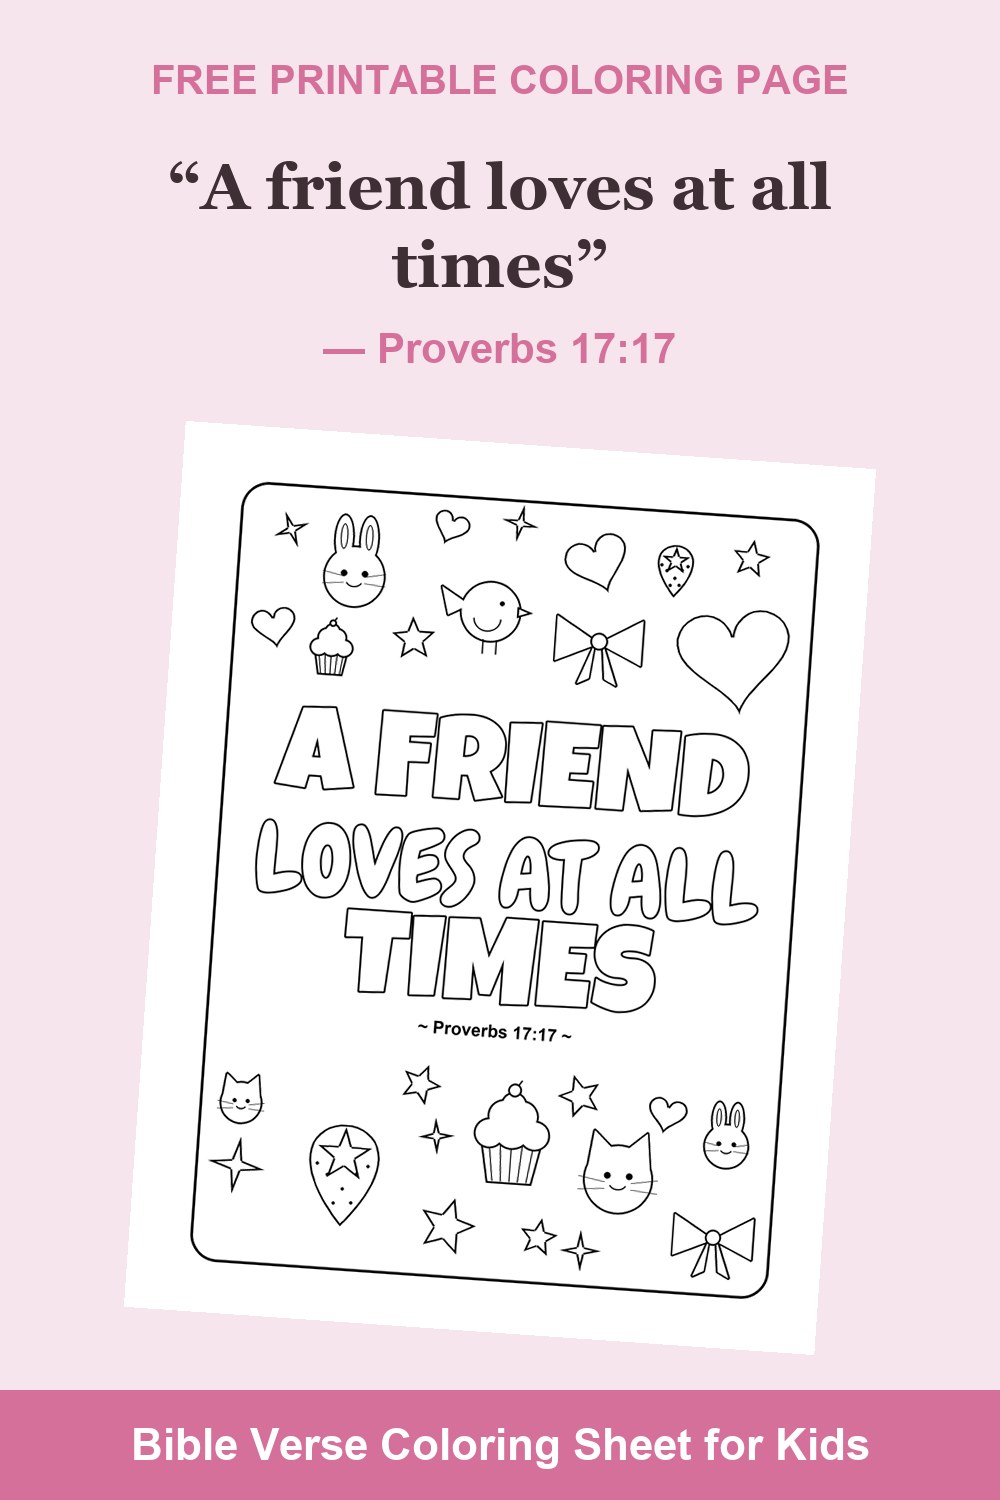 FREE PRINTABLE COLORING PAGE
“A friend loves at all
times”
— Proverbs 17:17
A FRIEND
LOVES AT ALL
TIMES
~ Proverbs 17:17 ~
Bible Verse Coloring Sheet for Kids